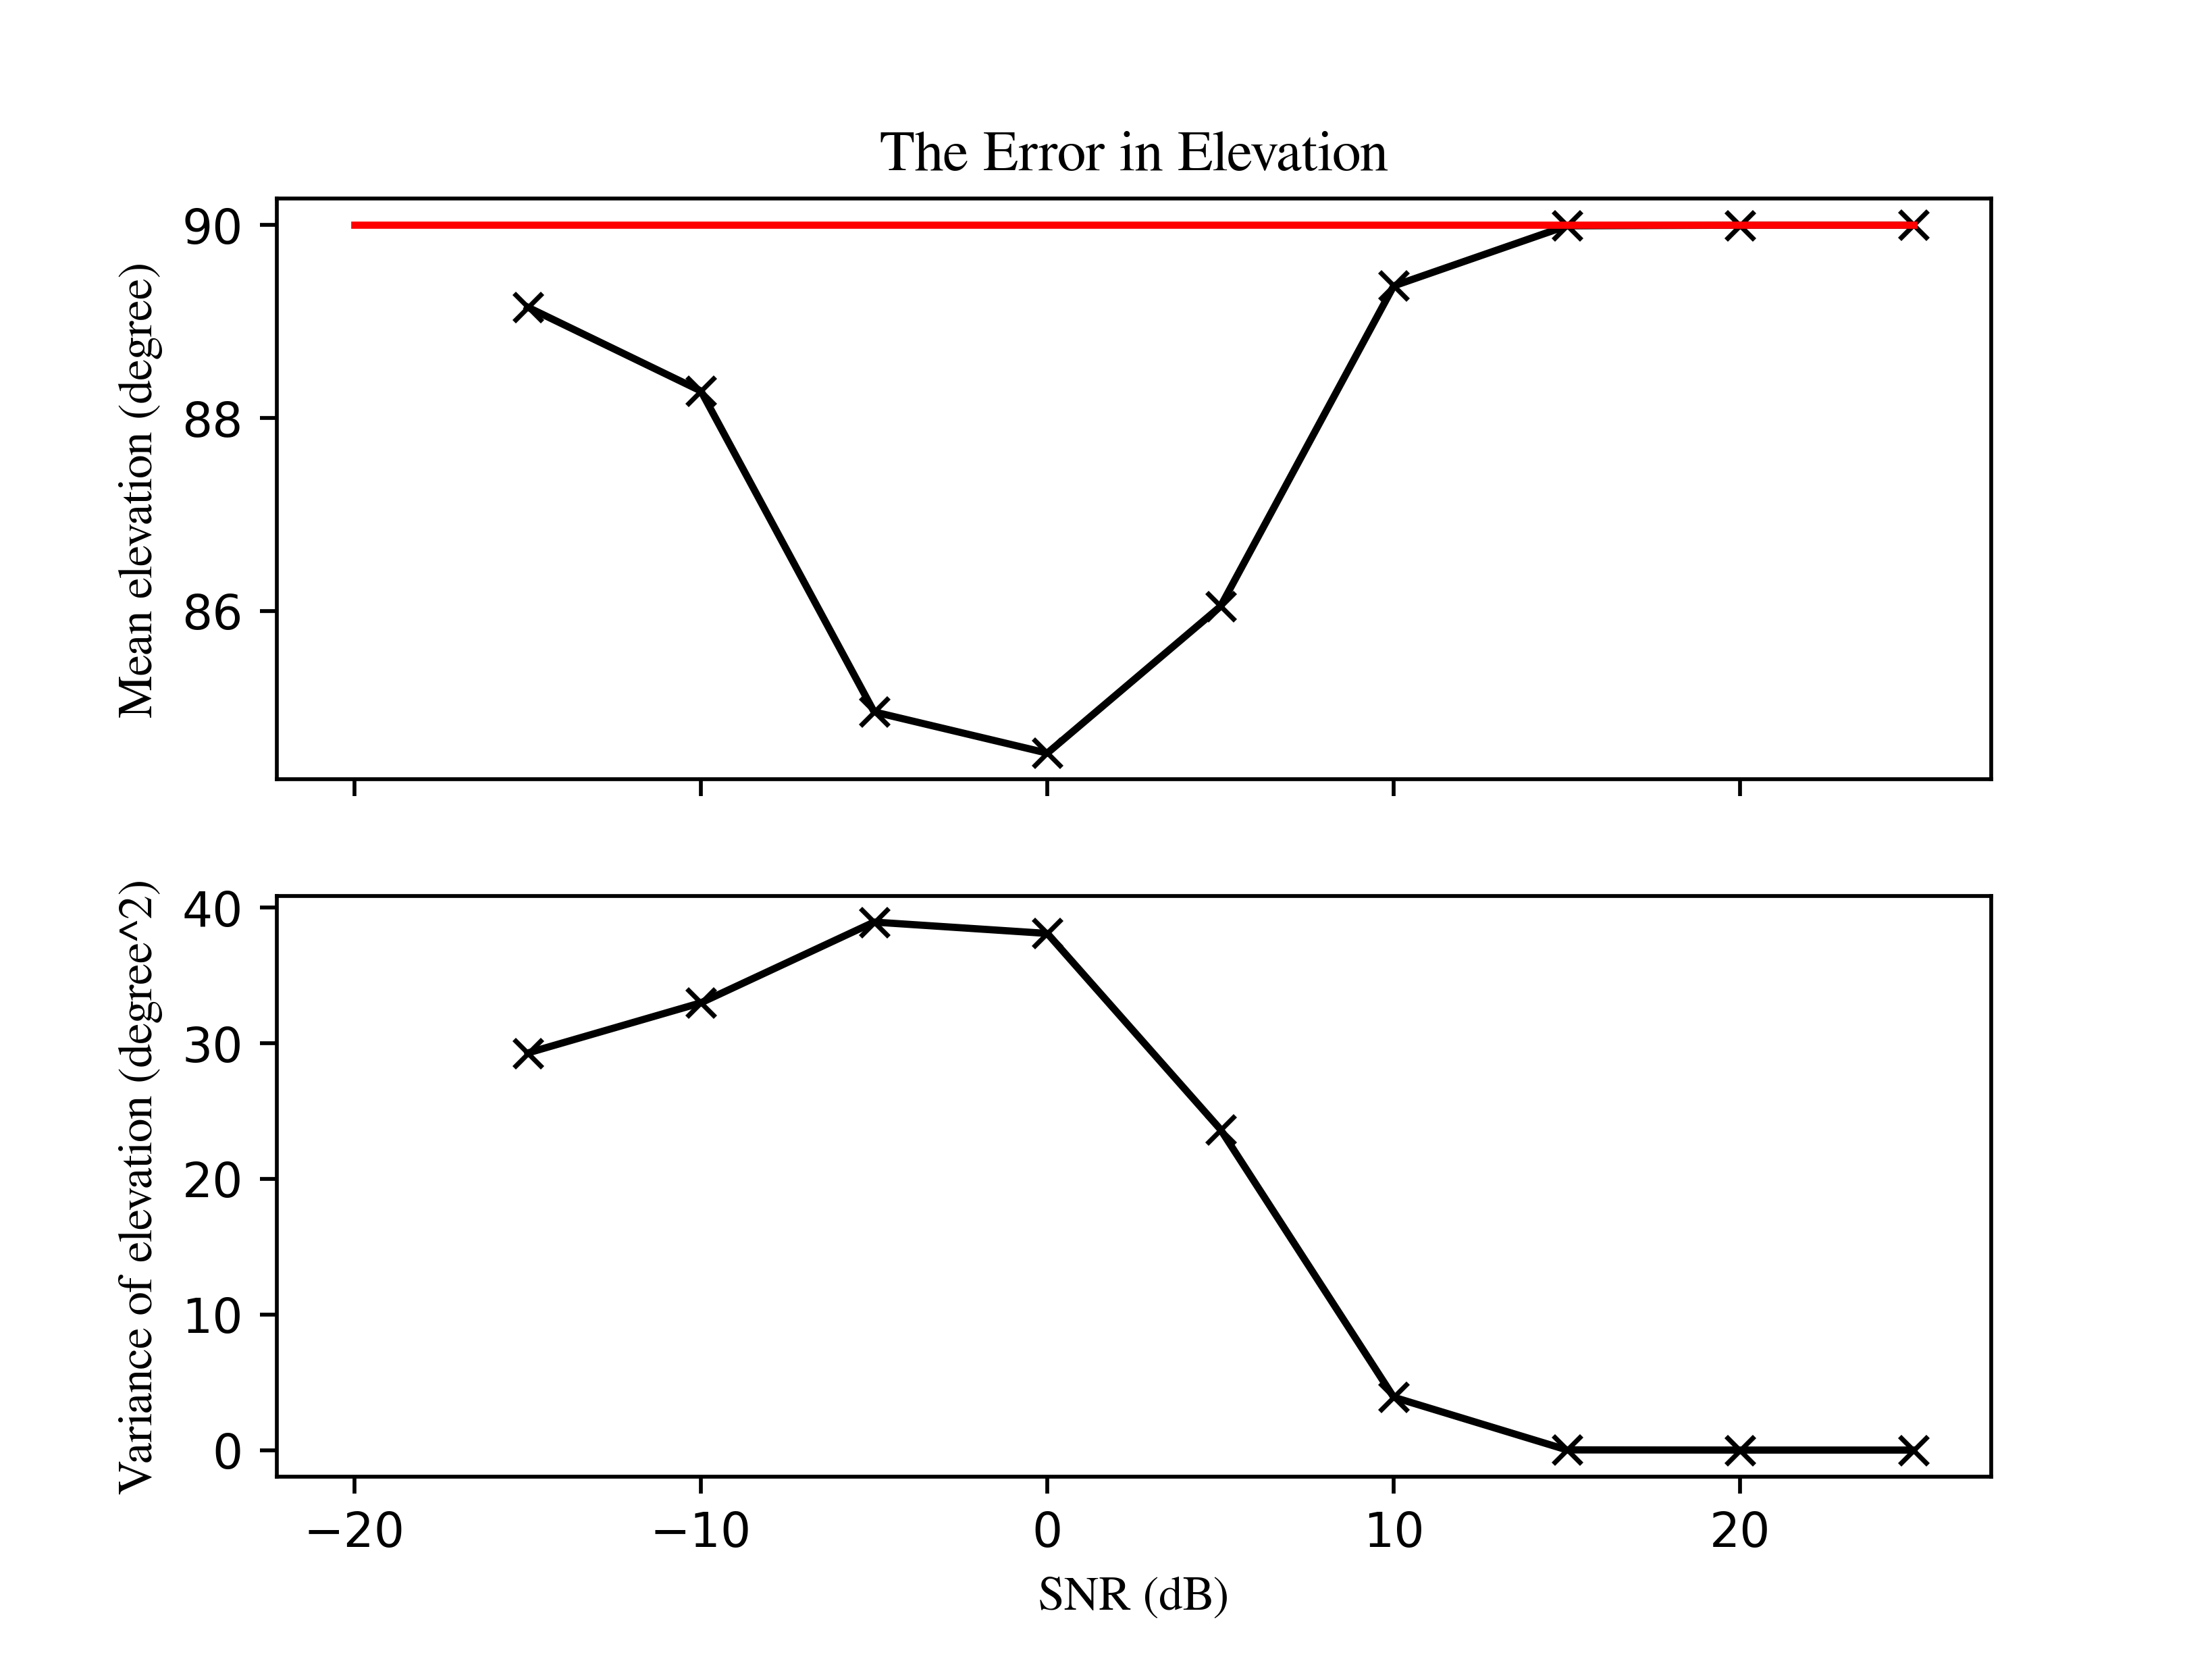 The Error in Elevation
Mean elevation (degree)
90
88
86
Variance of elevation (degree^2)
40
30
20
10
0
−20 −10 0 10 20
SNR (dB)